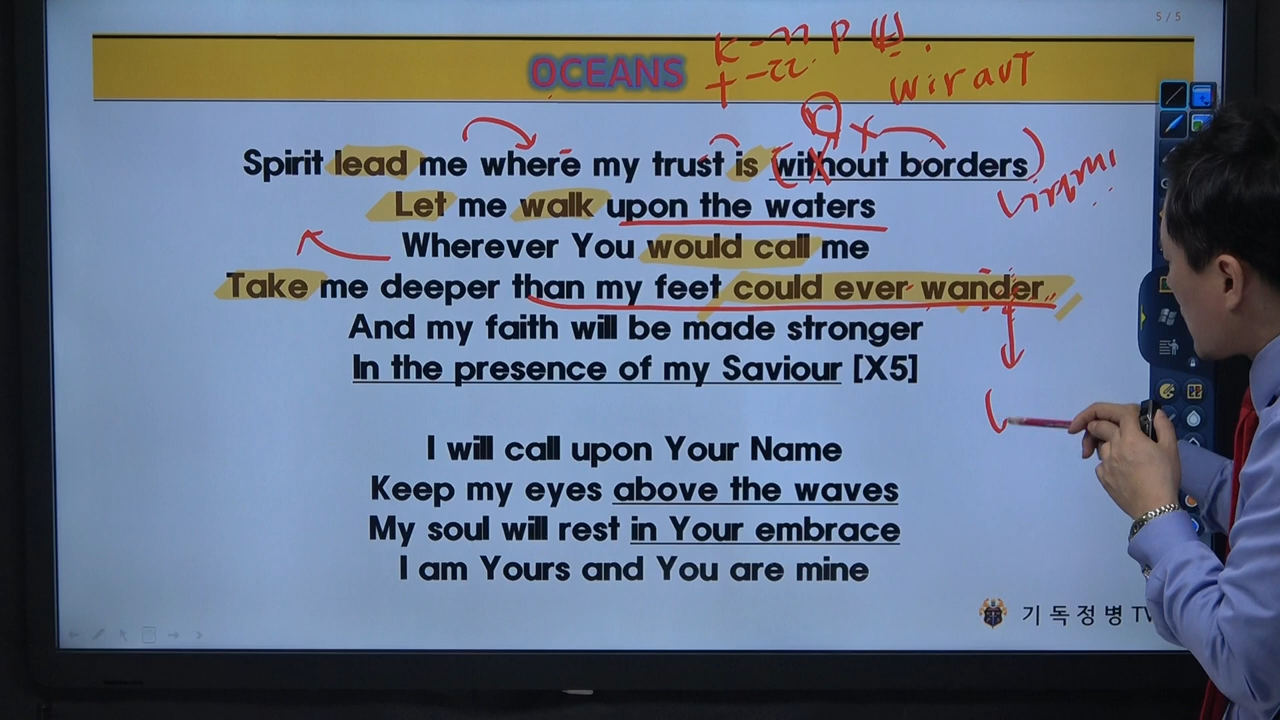 5 / 5
OCEANS
Spirit lead me where my trust is without borders
Let me walk upon the waters
Wherever You would call me
Take me deeper than my feet could ever wander
And my faith will be made stronger
In the presence of my Saviour [X5]
I will call upon Your Name
Keep my eyes above the waves
My soul will rest in Your embrace
I am Yours and You are mine
기독정병 TV